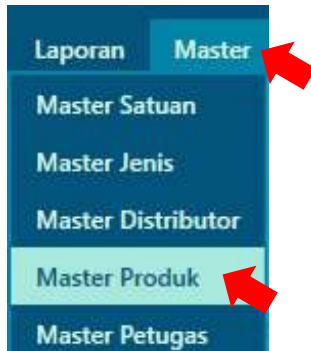 Laporan Master
Master Satuan
Master Jenis
Master Distributor
Master Produk
Master Petugas